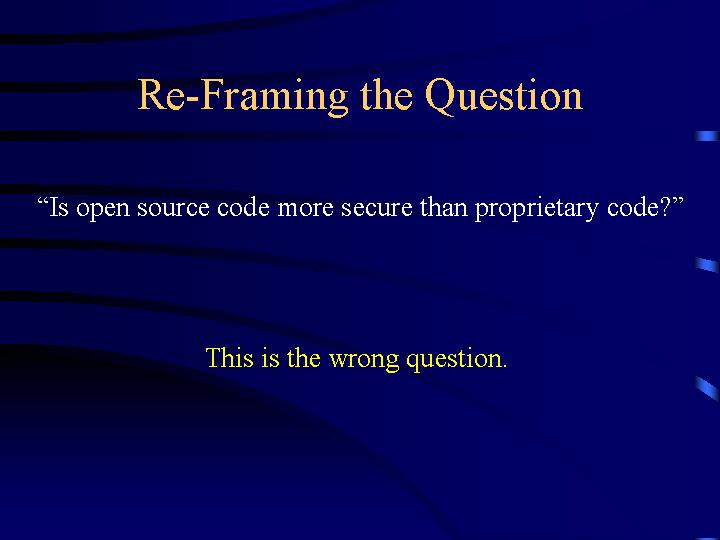 Re-Framing the Question
“Is open source code more secure than proprietary code?”
This is the wrong question.